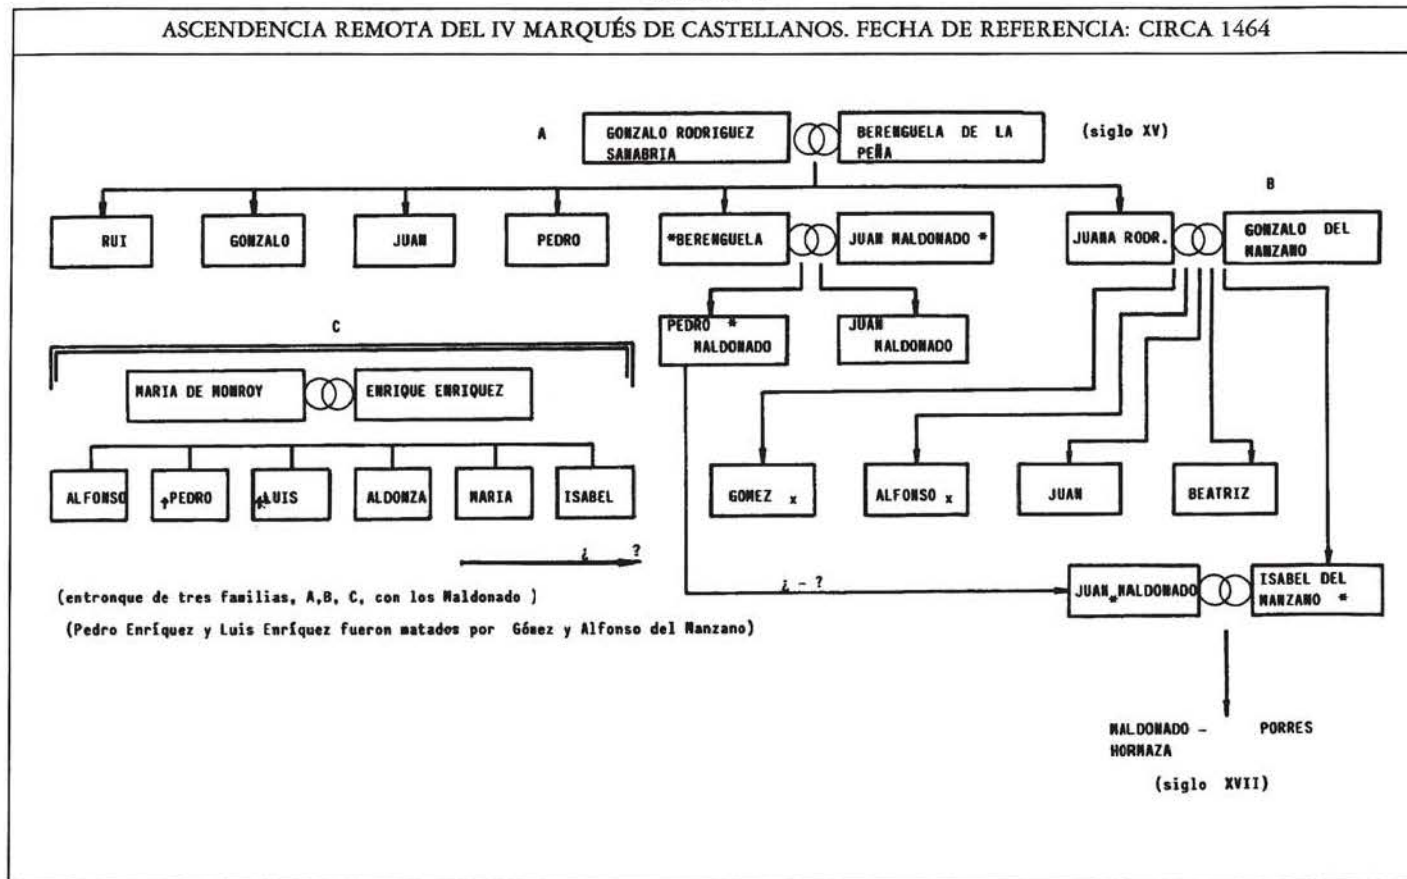 ASCENDENCIA REMOTA DEL IV MARQUÉS DE CASTELLANOS. FECHA DE REFERENCIA: CIRCA 1464
A
GONZALO RODRIGUEZ
SANABRIA
BERENGUELA DE LA
PEÑA
(siglo XV)
B
RUI
GONZALO
JUAN
PEDRO
*BERENGUELA
JUAN MALDONADO *
JUANA RODR.
GONZALO DEL
MANZANO
C
PEDRO *
MALDONADO
JUAN
MALDONADO
MARIA DE MONROY
ENRIQUE ENRIQUEZ
ALFONSO
↑PEDRO
↑LUIS
ALDONZA
MARIA
ISABEL
GOMEZ x
ALFONSO x
JUAN
BEATRIZ
¿ ?
¿ - ?
JUAN*MALDONADO
ISABEL DEL
MANZANO *
(entronque de tres familias, A,B, C, con los Maldonado )
(Pedro Enríquez y Luis Enríquez fueron matados por Gómez y Alfonso del Manzano)
MALDONADO - PORRES
HORMAZA
(siglo XVII)